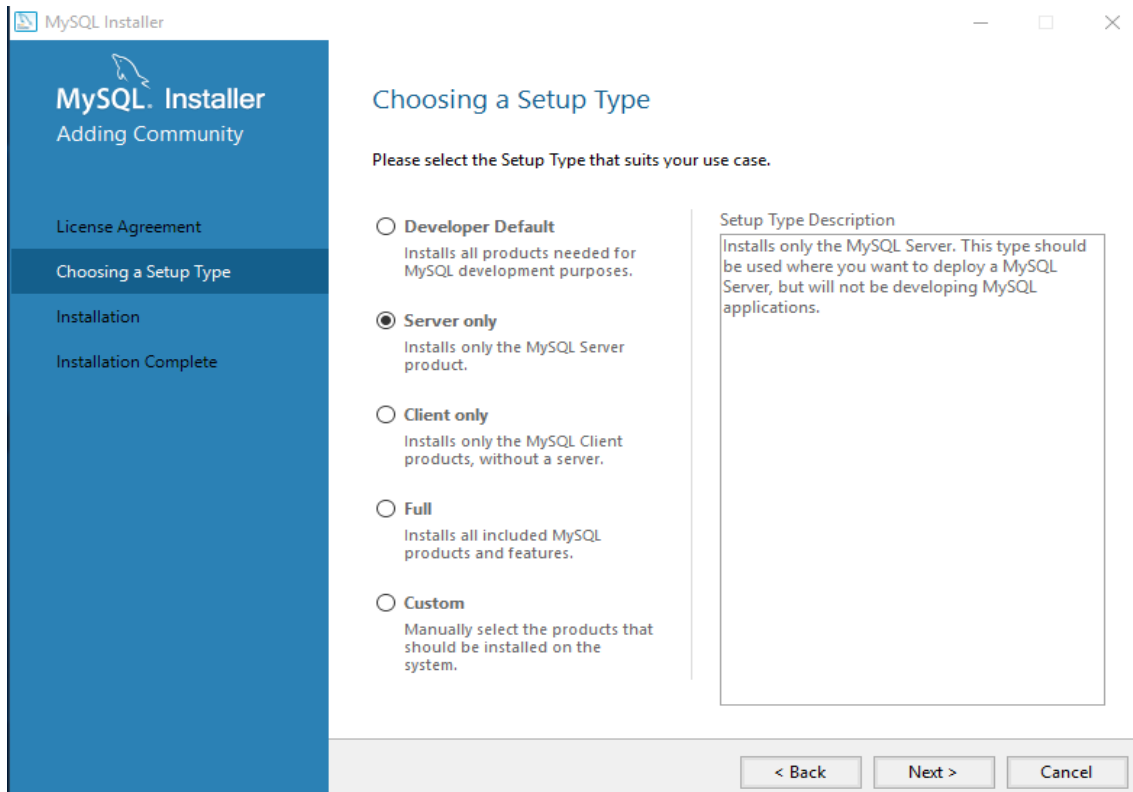 MySQL Installer
MySQL. Installer
Adding Community
License Agreement
Choosing a Setup Type
Installation
Installation Complete
Choosing a Setup Type
Please select the Setup Type that suits your use case.
Developer Default
Installs all products needed for
MySQL development purposes.
Server only
Installs only the MySQL Server
product.
Client only
Installs only the MySQL Client
products, without a server.
Full
Installs all included MySQL
products and features.
Custom
Manually select the products that
should be installed on the
system.
Setup Type Description
Installs only the MySQL Server. This type should
be used where you want to deploy a MySQL
Server, but will not be developing MySQL
applications.
< Back
Next >
Cancel